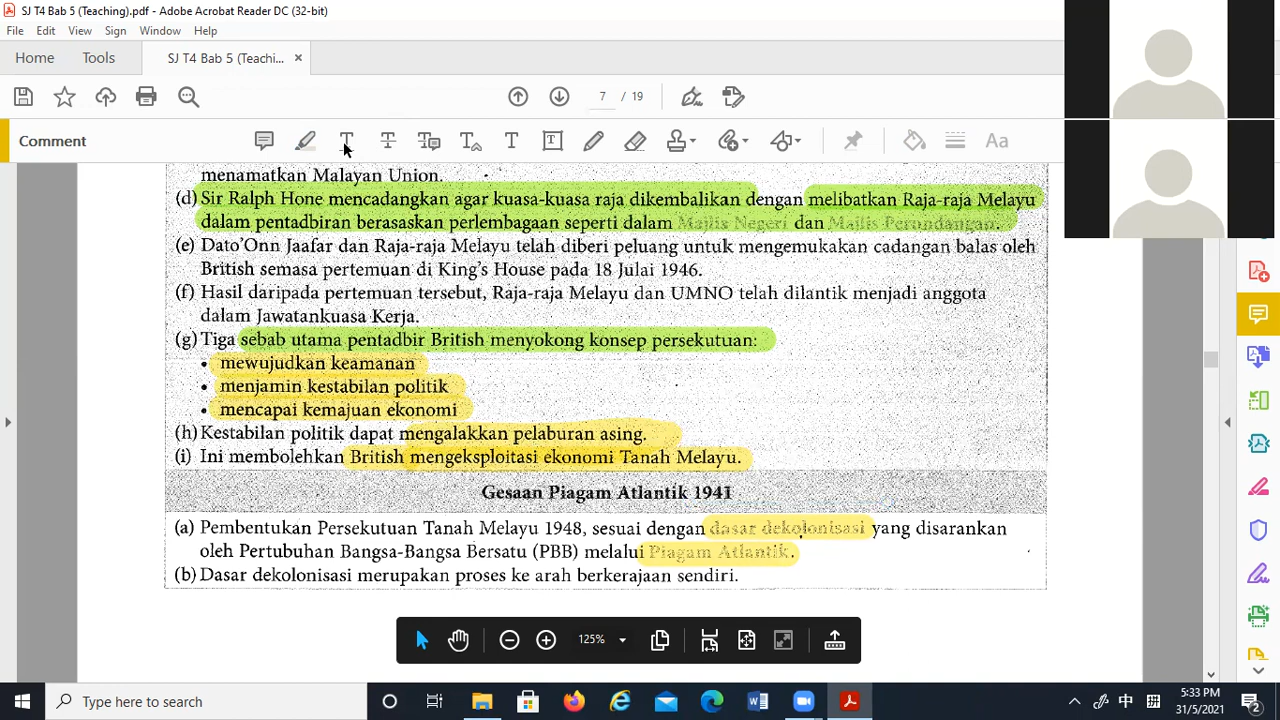 SJ T4 Bab 5 (Teaching).pdf - Adobe Acrobat Reader DC (32-bit)
File Edit View Sign Window Help
Home Tools SJ T4 Bab 5 (Teachi... ×
7 / 19
Comment
Aa
menamatkan Malayan Union.
(d) Sir Ralph Hone mencadangkan agar kuasa-kuasa raja dikembalikan dengan melibatkan Raja-raja Melayu
dalam pentadbiran berasaskan perlembagaan seperti dalam Majlis Negeri dan Majlis Perundangan.
(e) Dato'Onn Jaafar dan Raja-raja Melayu telah diberi peluang untuk mengemukakan cadangan balas oleh
British semasa pertemuan di King's House pada 18 Julai 1946.
(f) Hasil daripada pertemuan tersebut, Raja-raja Melayu dan UMNO telah dilantik menjadi anggota
dalam Jawatankuasa Kerja.
(g) Tiga sebab utama pentadbir British menyokong konsep persekutuan:
• mewujudkan keamanan
• menjamin kestabilan politik
• mencapai kemajuan ekonomi
(h) Kestabilan politik dapat mengalakkan pelaburan asing.
(i) Ini membolehkan British mengeksploitasi ekonomi Tanah Melayu.
Gesaan Piagam Atlantik 1941
(a) Pembentukan Persekutuan Tanah Melayu 1948, sesuai dengan dasar dekolonisasi yang disarankan
oleh Pertubuhan Bangsa-Bangsa Bersatu (PBB) melalui Piagam Atlantik.
(b) Dasar dekolonisasi merupakan proses ke arah berkerajaan sendiri.
125%
Type here to search
中 拼
5:33 PM
31/5/2021
2